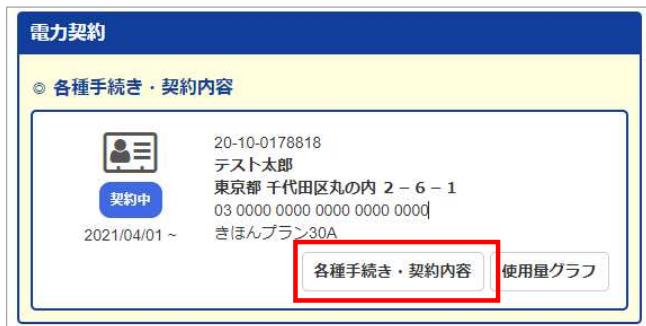 電力契約
◎ 各種手続き・契約内容
20-10-0178818
テスト太郎
契約中
東京都 千代田区丸の内 2－6－1
03 0000 0000 0000 0000 0000
2021/04/01 ~
きほんプラン30A
各種手続き・契約内容
使用量グラフ